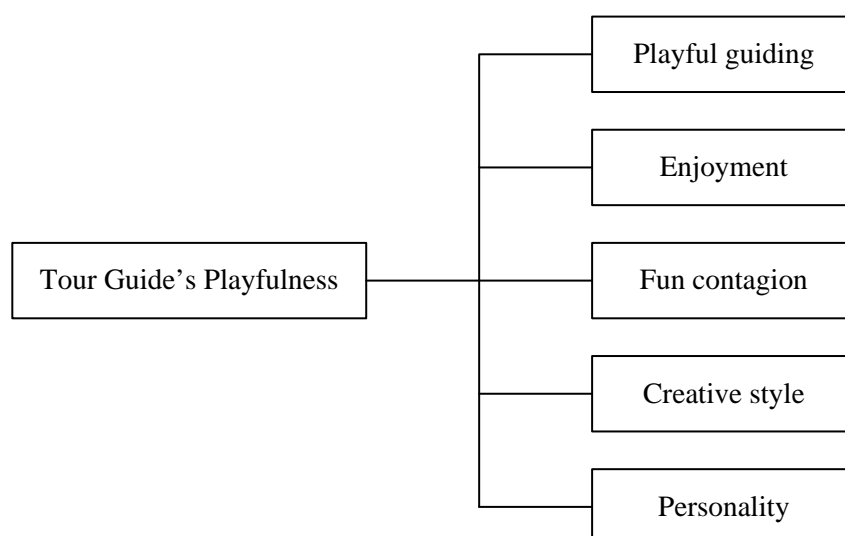 Playful guiding
Enjoyment
Tour Guide’s Playfulness
Fun contagion
Creative style
Personality